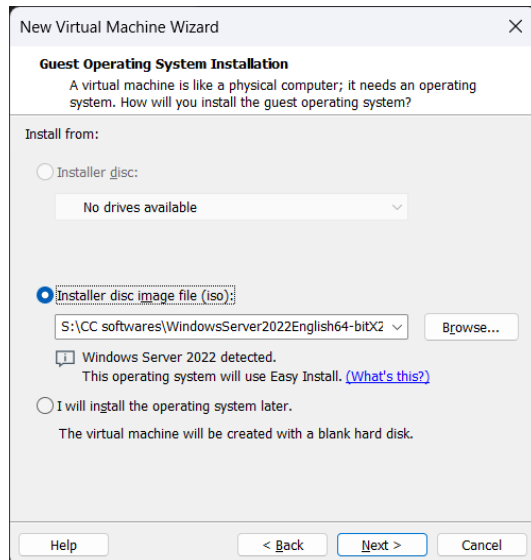 New Virtual Machine Wizard
Guest Operating System Installation
A virtual machine is like a physical computer; it needs an operating
system. How will you install the guest operating system?
Install from:
Installer disc:
No drives available
Installer disc image file (iso):
S:\CC softwares\WindowsServer2022English64-bitX2
Browse...
Windows Server 2022 detected.
This operating system will use Easy Install. (What's this?)
I will install the operating system later.
The virtual machine will be created with a blank hard disk.
Help
< Back
Next >
Cancel